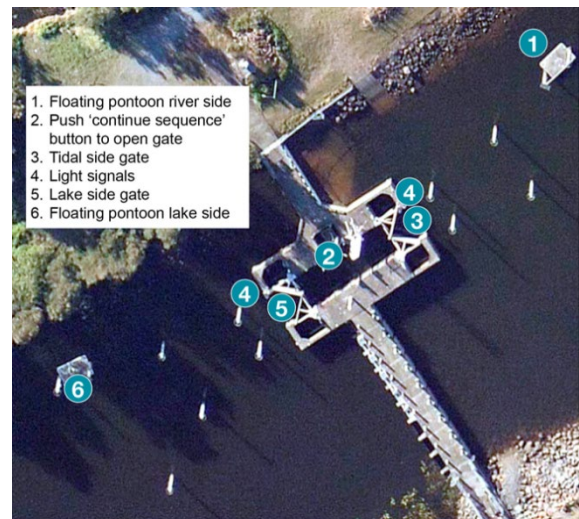 1. Floating pontoon river side
2. Push ‘continue sequence’
button to open gate
3. Tidal side gate
4. Light signals
5. Lake side gate
6. Floating pontoon lake side
1
4
3
2
4
5
6